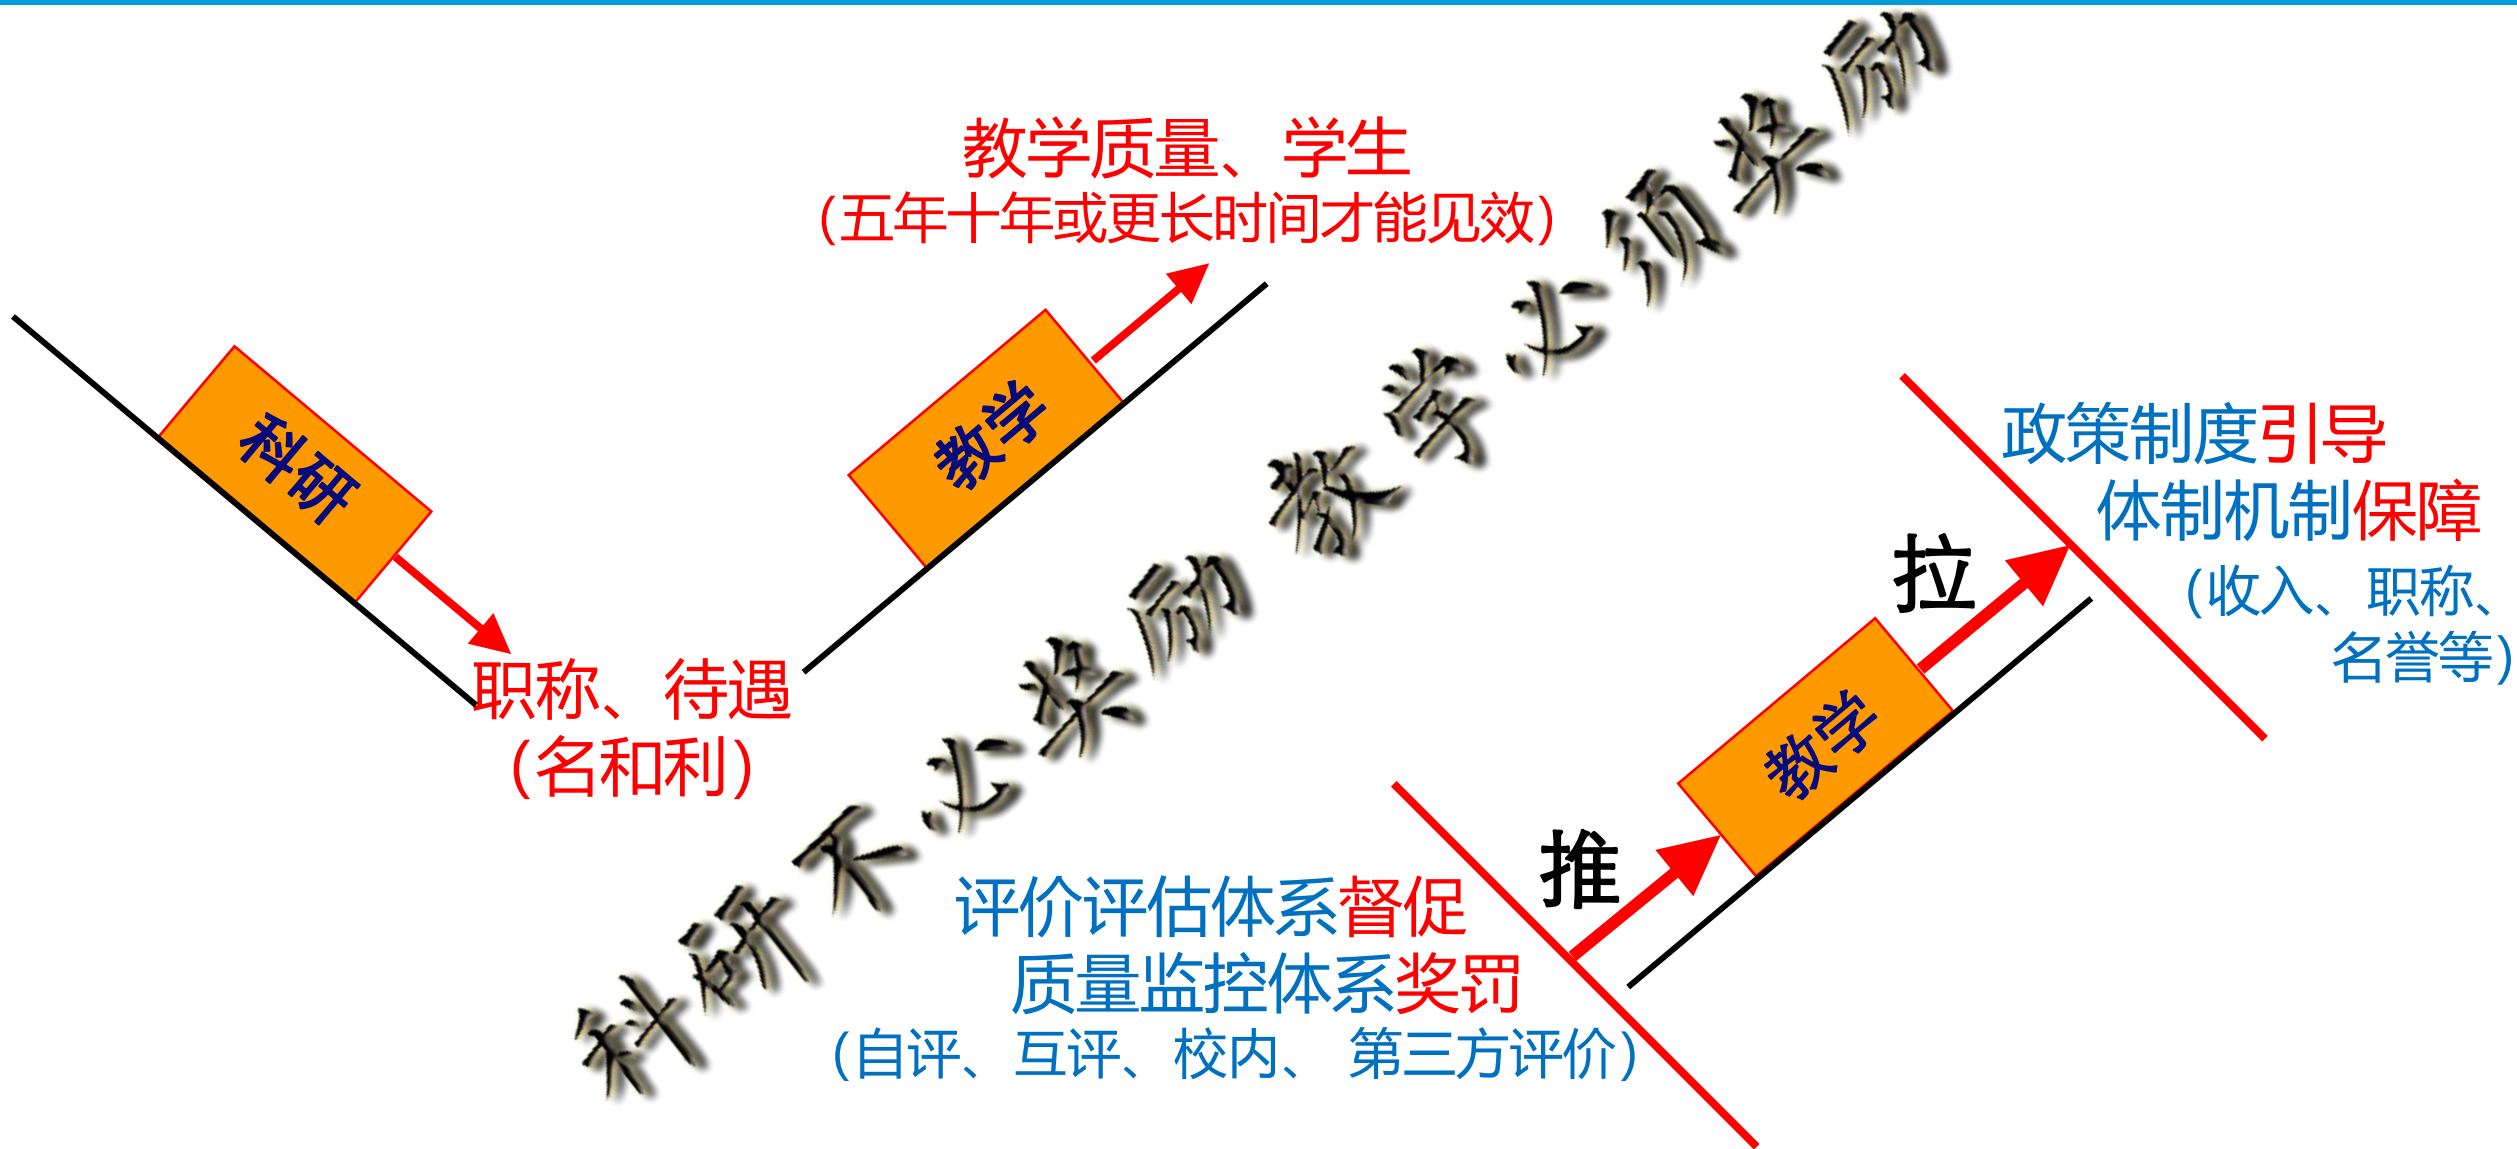 教学质量、学生
(五年十年或更长时间才能见效)
科研
职称、待遇
(名和利)
教学
科研不必奖励 教学必须奖励
政策制度引导
体制机制保障
(收入、职称、
名誉等)
拉
教学
推
评价评估体系督促
质量监控体系奖罚
(自评、互评、校内、第三方评价)